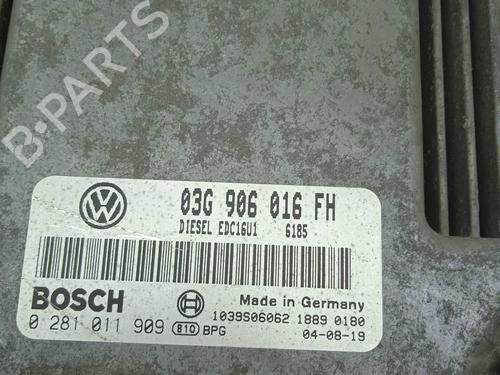 B-PARTS
03G 906 016 FH
DIESEL EDC16U1 6185
BOSCH
Made in Germany
1039S06062 1889 0180
0 281 011 909 810 BPG
04-08-19